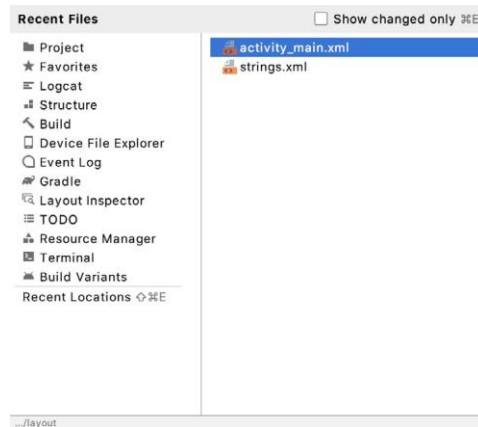 Recent Files
Show changed only ⌘E
Project
Favorites
Logcat
Structure
Build
Device File Explorer
Event Log
Gradle
Layout Inspector
TODO
Resource Manager
Terminal
Build Variants
Recent Locations ⇧⌘E
activity_main.xml
strings.xml
.../layout